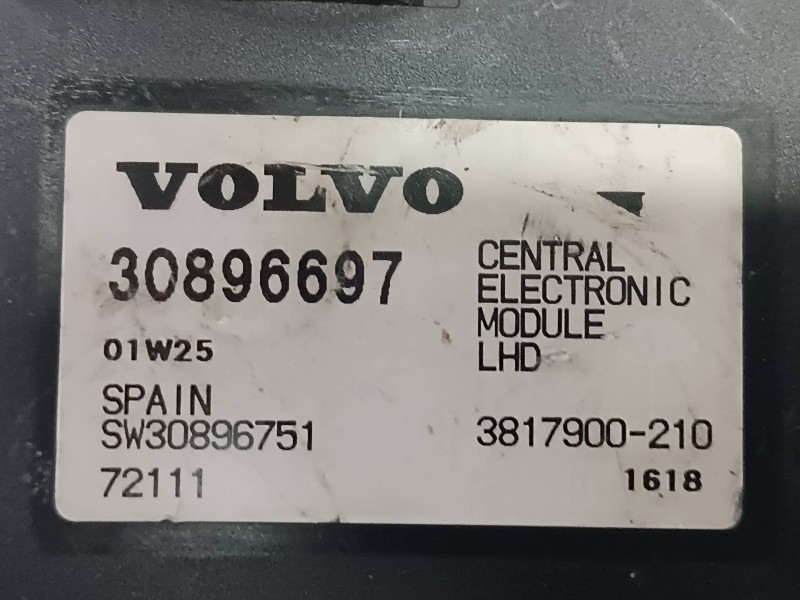 VOLVO
30896697
01W25
SPAIN
SW30896751
72111
CENTRAL
ELECTRONIC
MODULE
LHD
3817900-210
1618